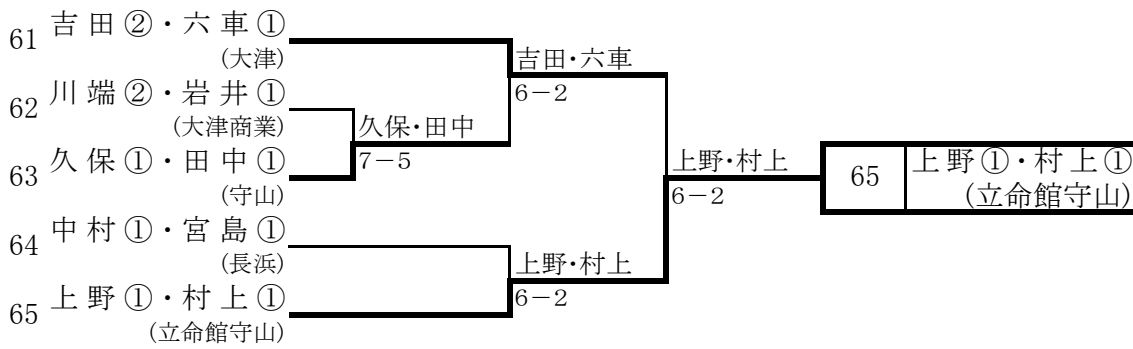 61 吉田②・六車①
(大津)
吉田・六車
6－2
62 川端②・岩井①
(大津商業)
久保・田中
7－5
63 久保①・田中①
(守山)
上野・村上
6－2
65 上野①・村上①
(立命館守山)
64 中村①・宮島①
(長浜)
上野・村上
6－2
65 上野①・村上①
(立命館守山)